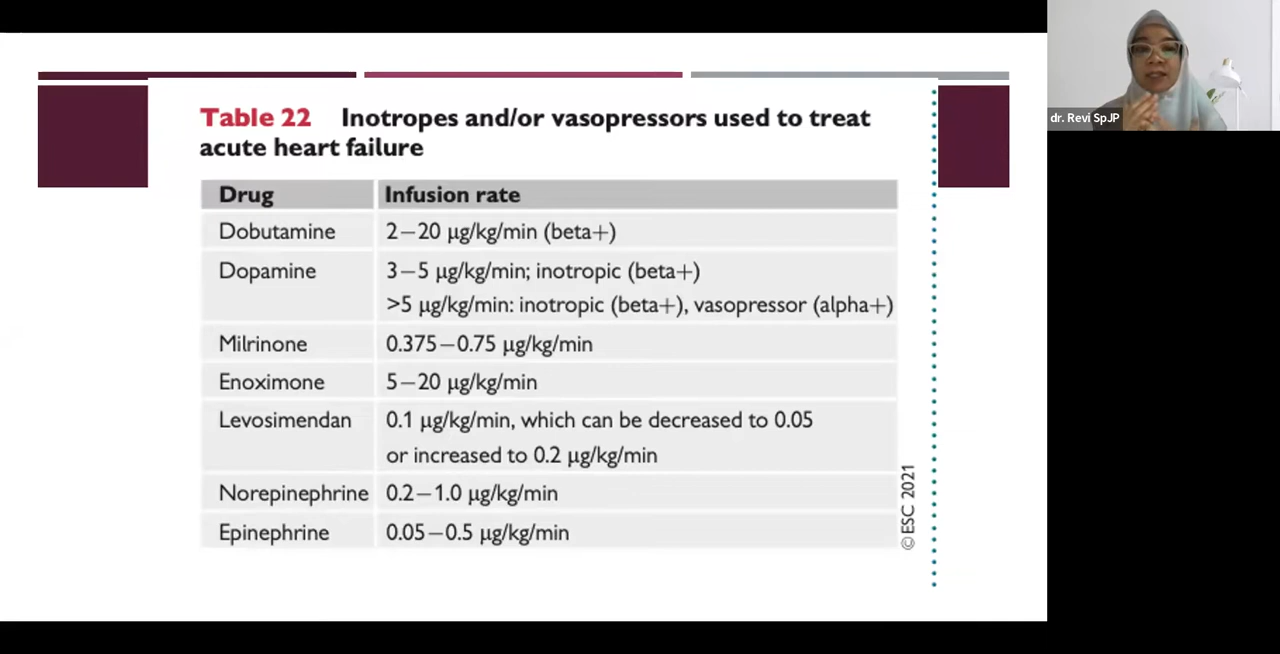 Table 22 Inotropes and/or vasopressors used to treat
acute heart failure
Drug Infusion rate
Dobutamine 2–20 μg/kg/min (beta+)
Dopamine 3–5 μg/kg/min; inotropic (beta+)
>5 μg/kg/min: inotropic (beta+), vasopressor (alpha+)
Milrinone 0.375–0.75 μg/kg/min
Enoximone 5–20 μg/kg/min
Levosimendan 0.1 μg/kg/min, which can be decreased to 0.05
or increased to 0.2 μg/kg/min
Norepinephrine 0.2–1.0 μg/kg/min
Epinephrine 0.05–0.5 μg/kg/min
©ESC 2021
dr. Revi SpJP